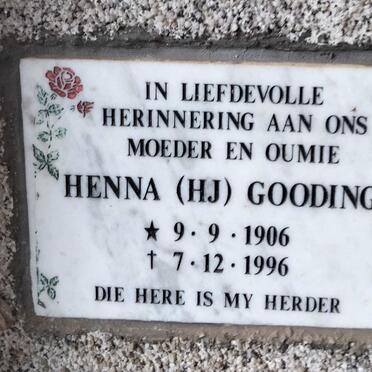 IN LIEFDEVOLLE
HERINNERING AAN ONS
MOEDER EN OUMIE
HENNA (HJ) GOODING
★ 9·9·1906
† 7·12·1996
DIE HERE IS MY HERDER